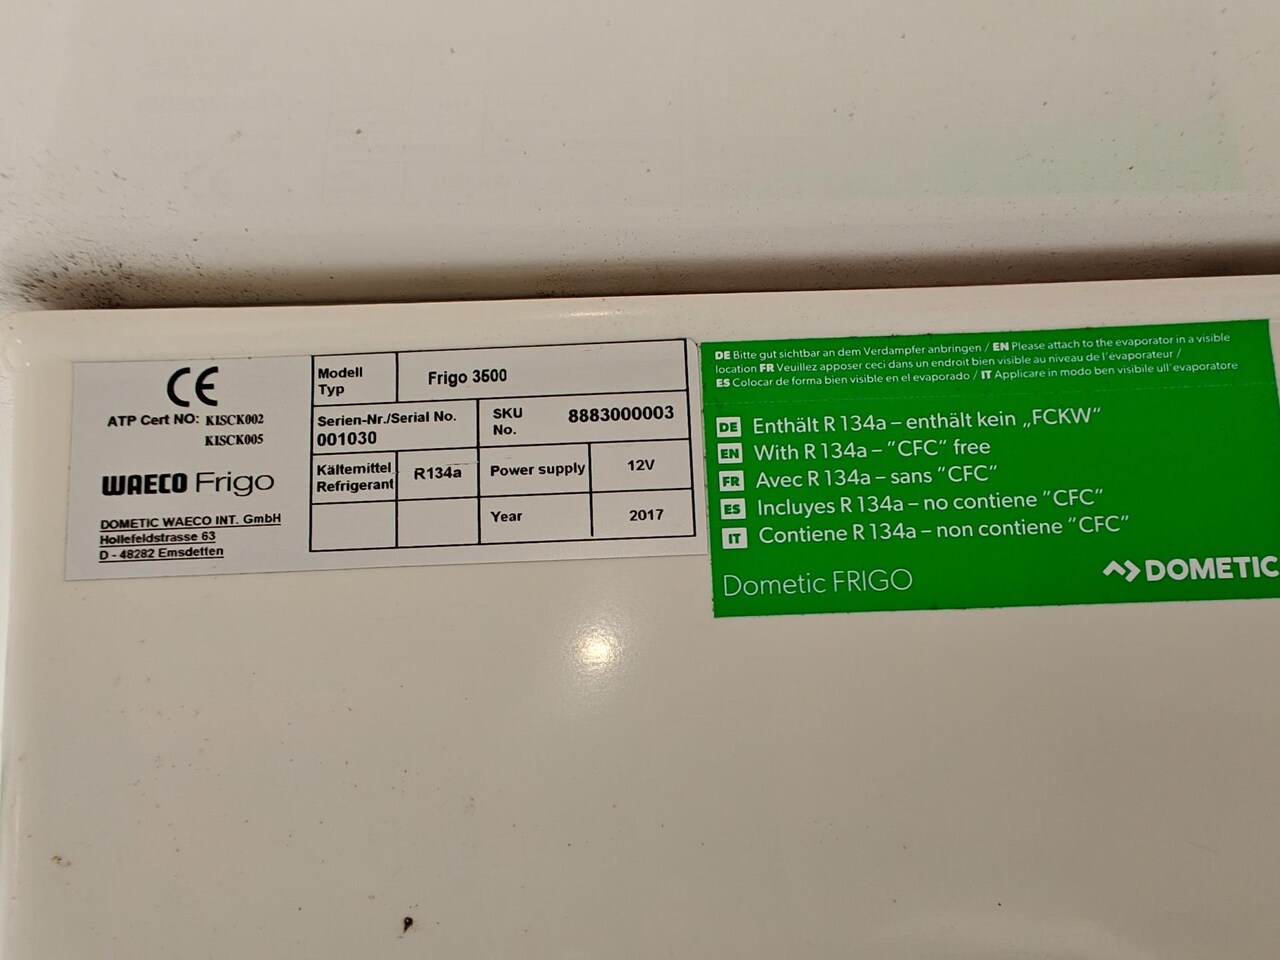 CE
ATP Cert NO: KISCK002
KISCK005
WAECO Frigo
DOMETIC WAECO INT. GmbH
Hollefeldstrasse 63
D - 48282 Emsdetten
Modell
Typ
Frigo 3500
Serien-Nr./Serial No.
001030
SKU
No.
8883000003
Kältemittel
Refrigerant
R134a
Power supply
12V
Year
2017
DE Bitte gut sichtbar an dem Verdampfer anbringen / EN Please attach to the evaporator in a visible
location FR Veuillez apposer ceci dans un endroit bien visible au niveau de l'évaporateur /
ES Colocar de forma bien visible en el evaporado / IT Applicare in modo ben visibile ull'evaporatore
DE Enthält R 134a – enthält kein „FCKW“
EN With R 134a – "CFC" free
FR Avec R 134a – sans "CFC"
ES Incluyes R 134a – no contiene "CFC"
IT Contiene R 134a – non contiene "CFC"
Dometic FRIGO
DOMETIC